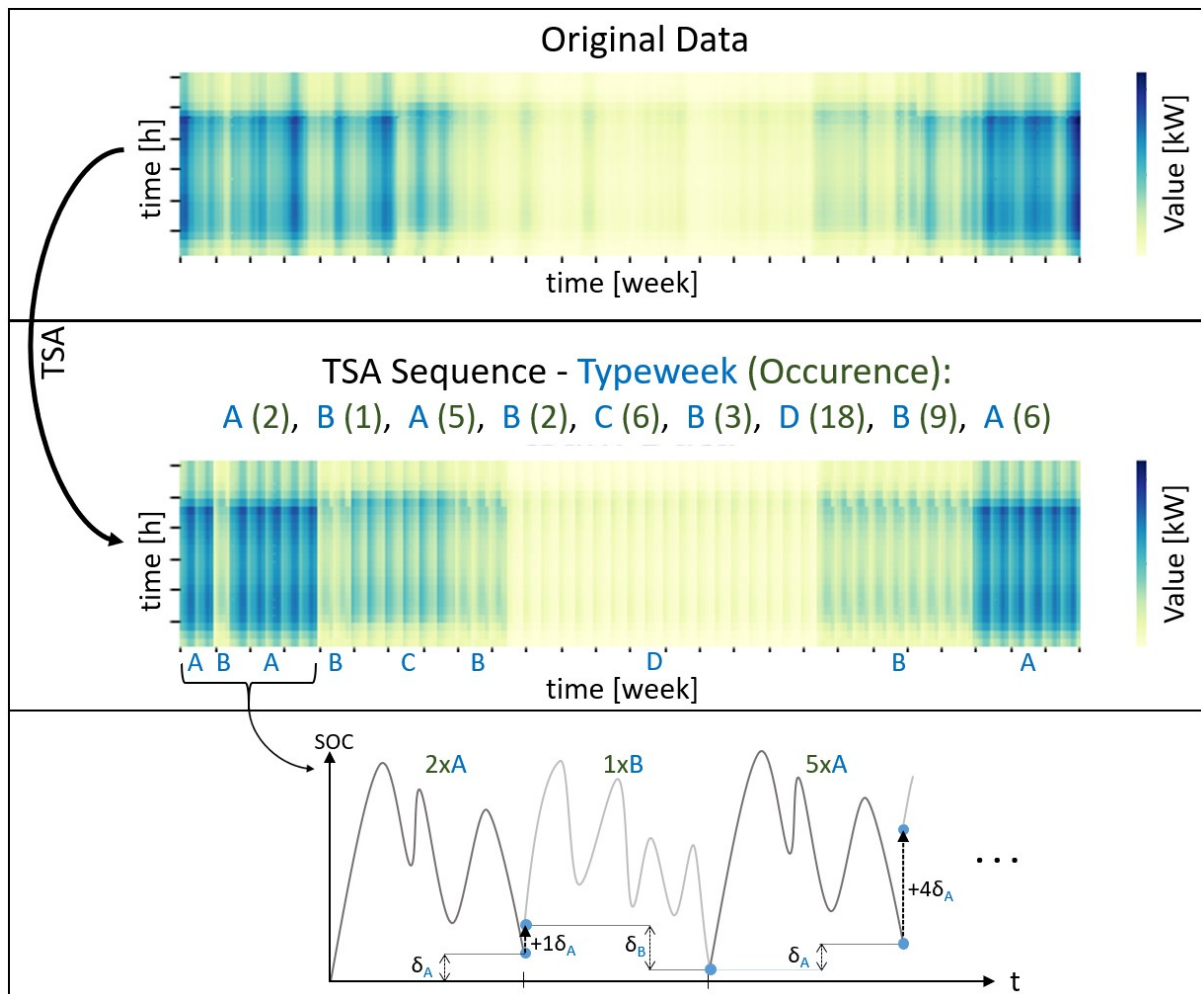 Original Data
time [h]
Value [kW]
time [week]
TSA
TSA Sequence - Typeweek (Occurence):
A (2), B (1), A (5), B (2), C (6), B (3), D (18), B (9), A (6)
time [h]
Value [kW]
A B A B C B D B A
time [week]
SOC
2xA 1xB 5xA
. . .
+4δA
δA +1δA δB δA
t